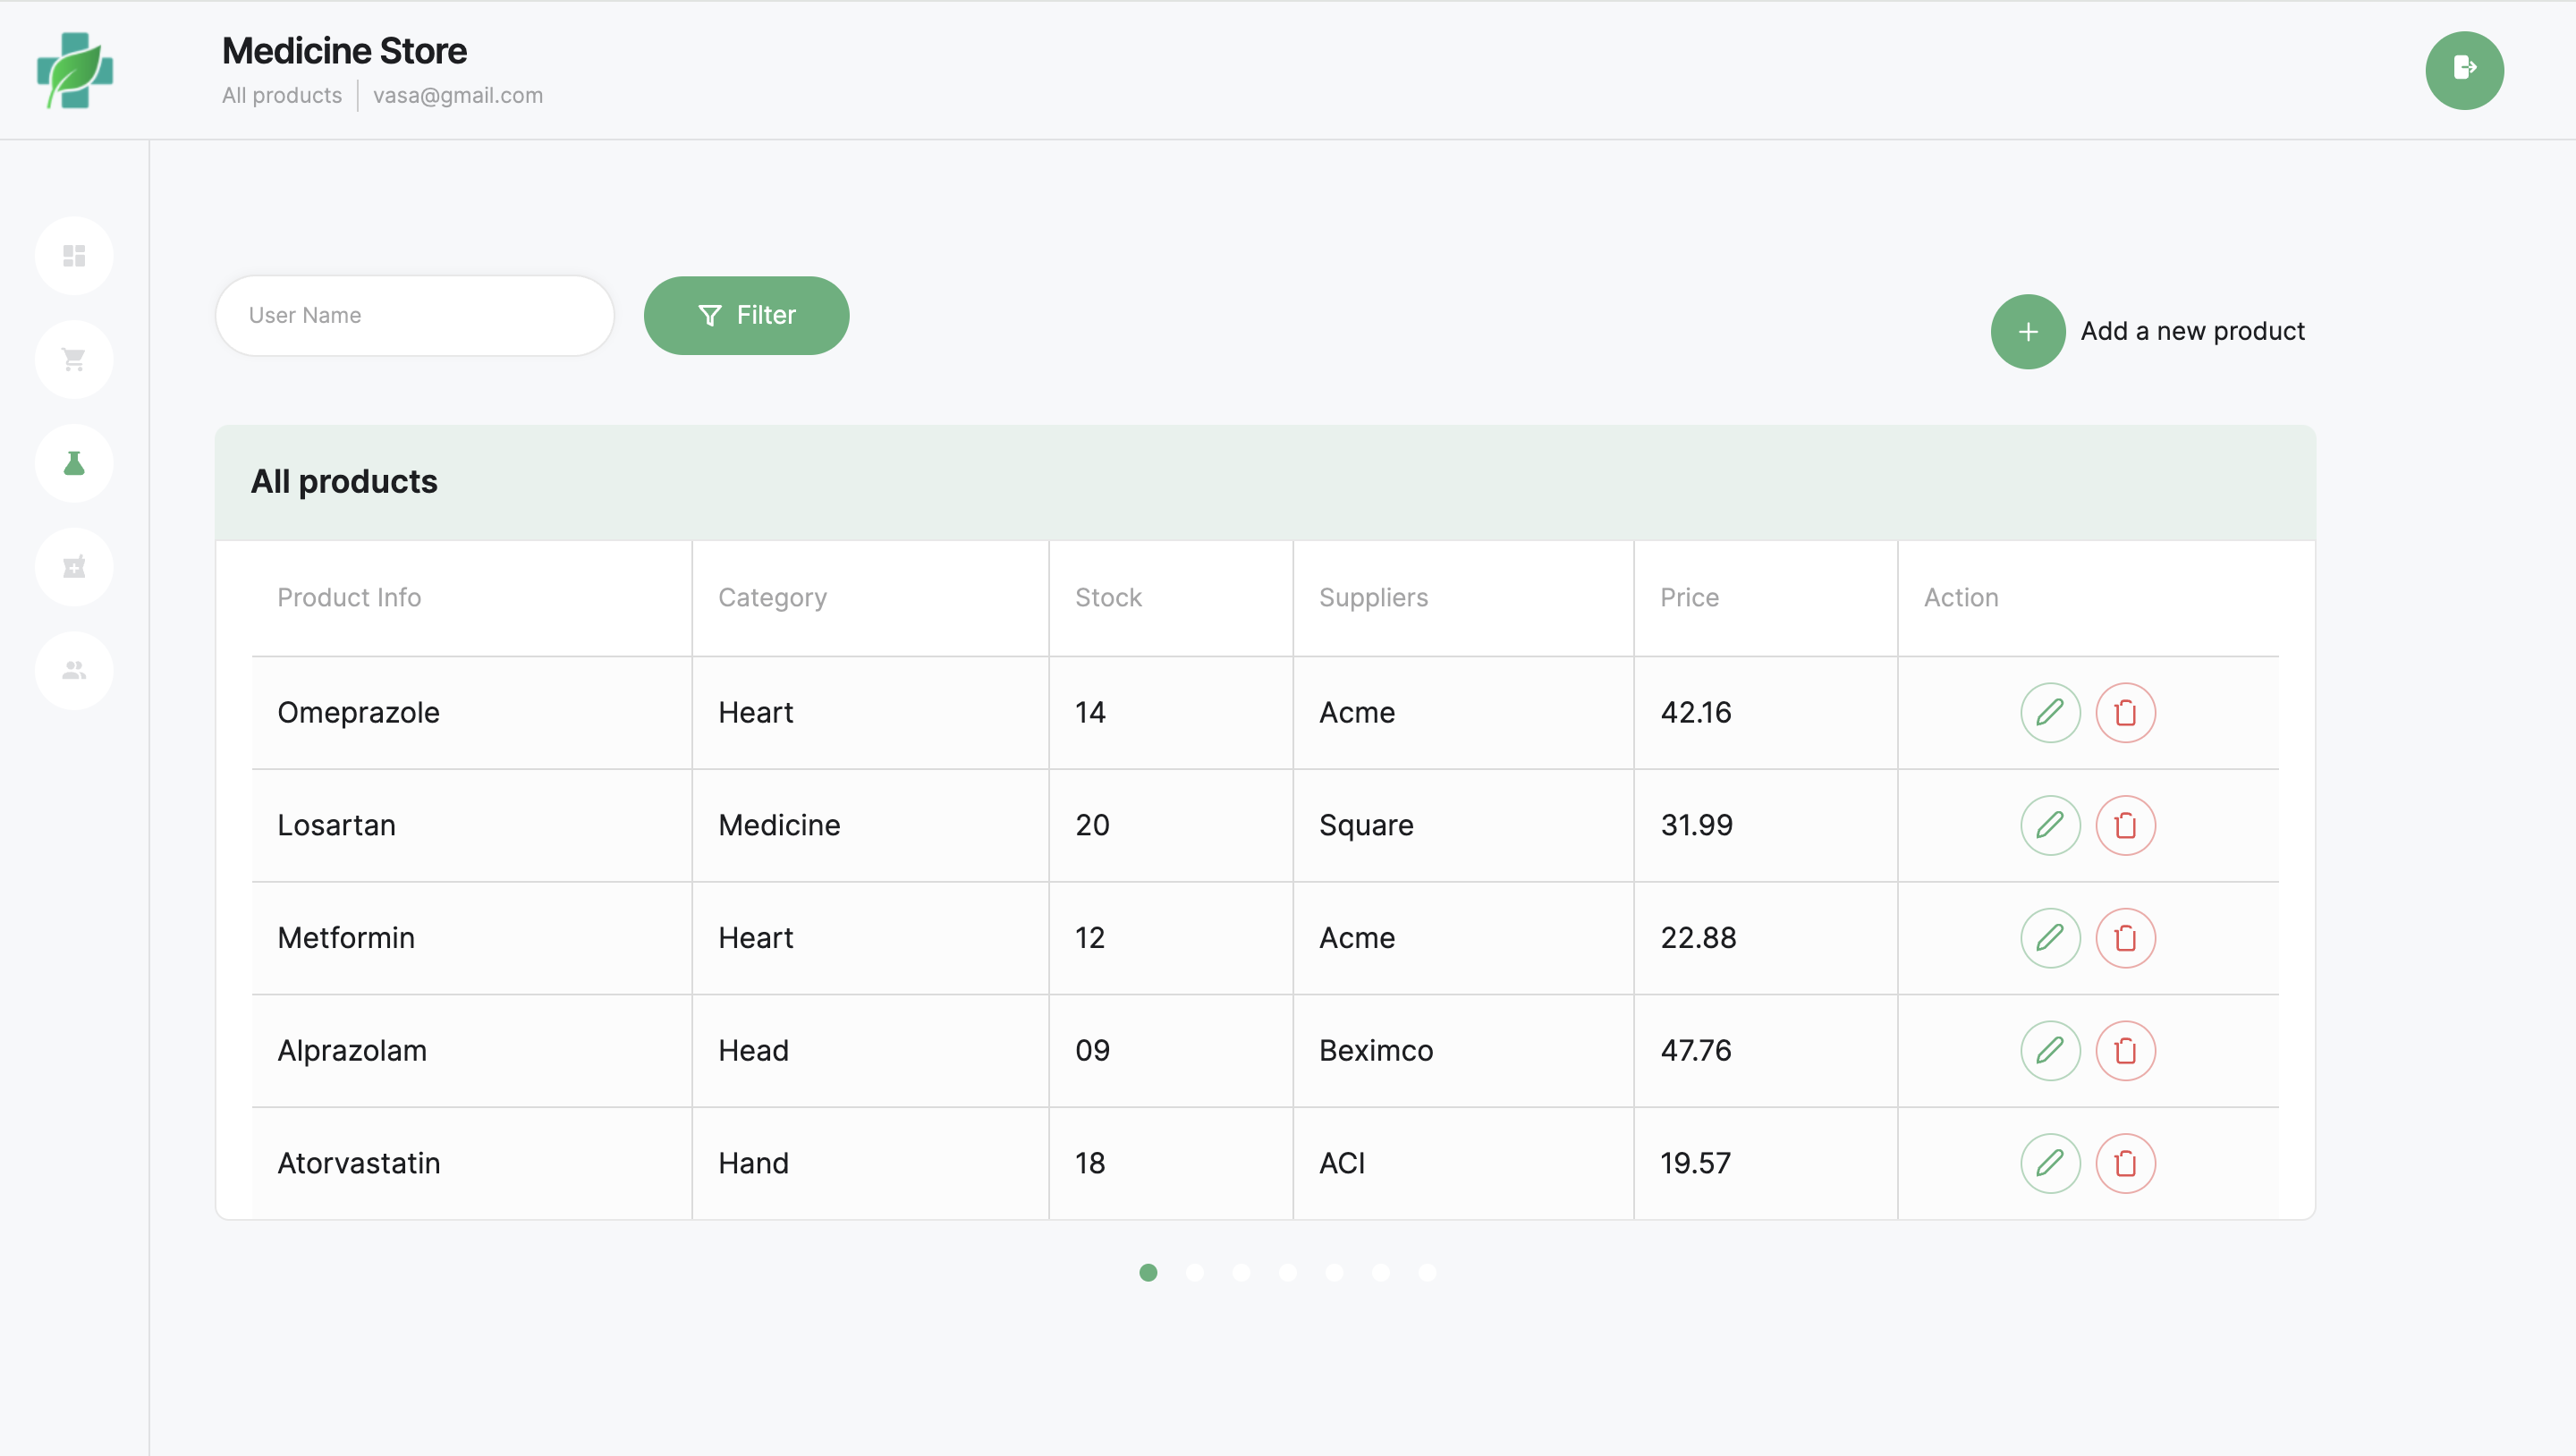 Medicine Store
All products | vasa@gmail.com
User Name
Filter
Add a new product
All products
Product Info Category Stock Suppliers Price Action
Omeprazole Heart 14 Acme 42.16
Losartan Medicine 20 Square 31.99
Metformin Heart 12 Acme 22.88
Alprazolam Head 09 Beximco 47.76
Atorvastatin Hand 18 ACI 19.57